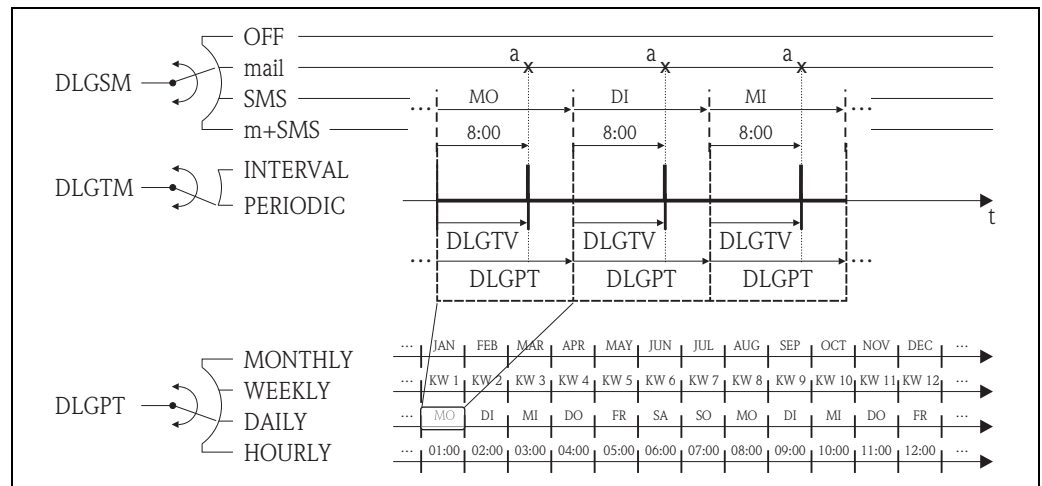 OFF
a a a
mail
DLGSM
SMS ... MO DI MI ...
m+SMS 8:00 8:00 8:00
INTERVAL
DLGTM
PERIODIC
t
DLGTV DLGTV DLGTV
... DLGPT DLGPT DLGPT ...
MONTHLY ... JAN FEB MAR APR MAY JUN JUL AUG SEP OCT NOV DEC ...
WEEKLY ... KW 1 KW 2 KW 3 KW 4 KW 5 KW 6 KW 7 KW 8 KW 9 KW 10 KW 11 KW 12 ...
DLGPT
DAILY ... MO DI MI DO FR SA SO MO DI MI DO FR ...
HOURLY ... 01:00 02:00 03:00 04:00 05:00 06:00 07:00 08:00 09:00 10:00 11:00 12:00 ...